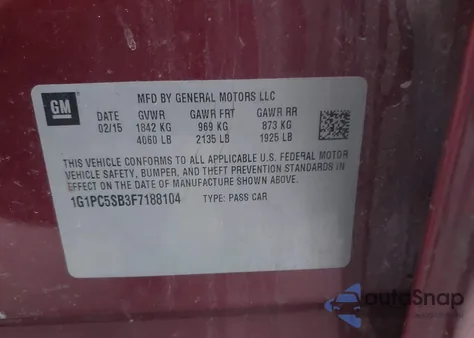 GM
MFD BY GENERAL MOTORS LLC
DATE GVWR GAWR FRT GAWR RR
02/15 1842 KG 969 KG 873 KG
4060 LB 2135 LB 1925 LB
THIS VEHICLE CONFORMS TO ALL APPLICABLE U.S. FEDERAL MOTOR
VEHICLE SAFETY, BUMPER, AND THEFT PREVENTION STANDARDS IN
EFFECT ON THE DATE OF MANUFACTURE SHOWN ABOVE.
1G1PC5SB3F7188104 TYPE: PASS CAR
autoSnap